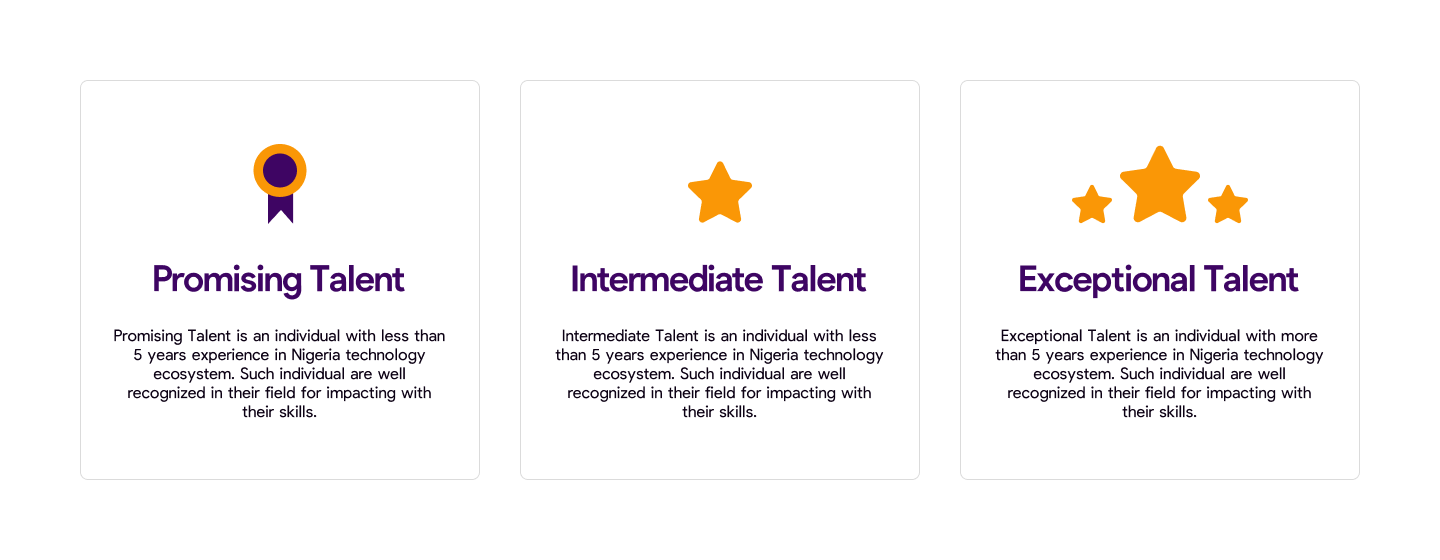 Promising Talent
Promising Talent is an individual with less than
5 years experience in Nigeria technology
ecosystem. Such individual are well
recognized in their field for impacting with
their skills.
Intermediate Talent
Intermediate Talent is an individual with less
than 5 years experience in Nigeria technology
ecosystem. Such individual are well
recognized in their field for impacting with
their skills.
Exceptional Talent
Exceptional Talent is an individual with more
than 5 years experience in Nigeria technology
ecosystem. Such individual are well
recognized in their field for impacting with
their skills.